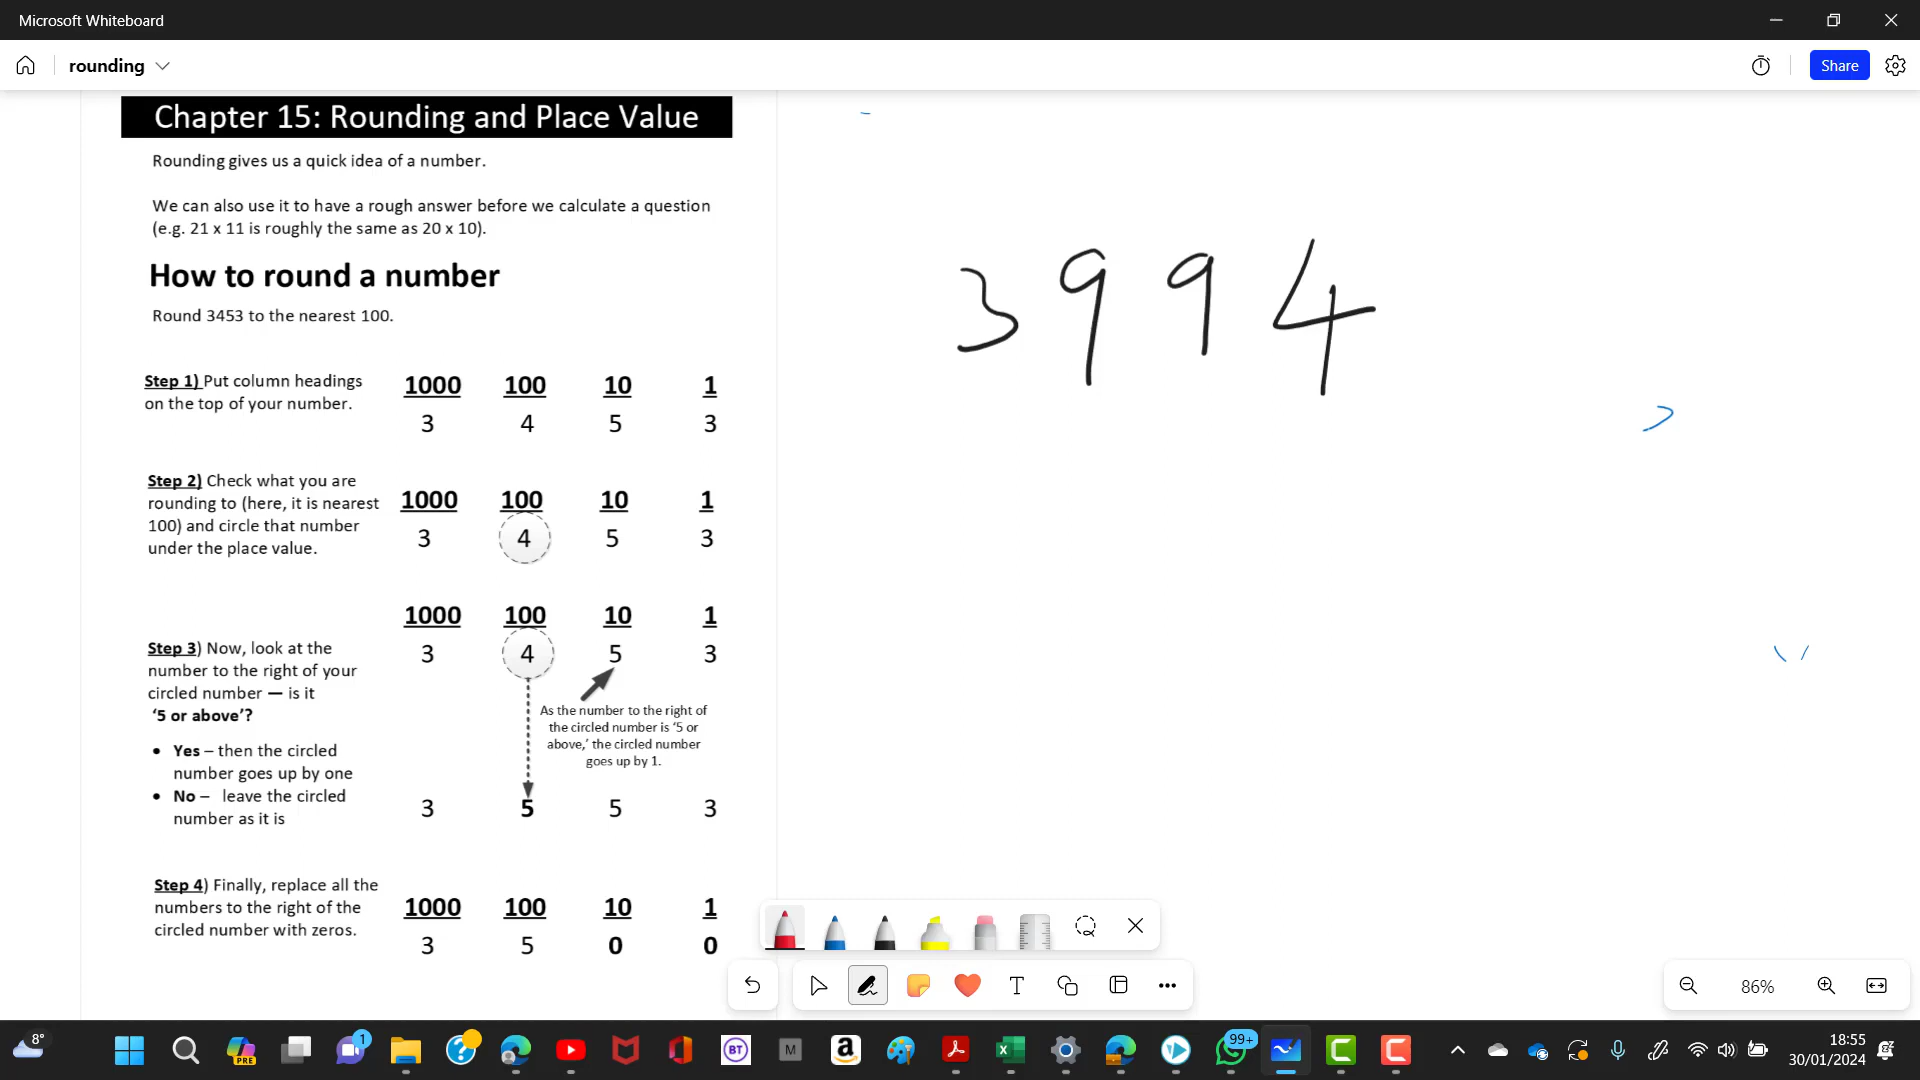 Microsoft Whiteboard
rounding
Share
Chapter 15: Rounding and Place Value
Rounding gives us a quick idea of a number.
We can also use it to have a rough answer before we calculate a question
(e.g. 21 x 11 is roughly the same as 20 x 10).
How to round a number
Round 3453 to the nearest 100.
Step 1) Put column headings
on the top of your number.
1000 100 10 1
3 4 5 3
Step 2) Check what you are
rounding to (here, it is nearest
100) and circle that number
under the place value.
1000 100 10 1
3 4 5 3
Step 3) Now, look at the
number to the right of your
circled number — is it
‘5 or above’?
• Yes – then the circled
number goes up by one
• No – leave the circled
number as it is
1000 100 10 1
3 4 5 3
As the number to the right of
the circled number is ‘5 or
above,’ the circled number
goes up by 1.
3 5 5 3
Step 4) Finally, replace all the
numbers to the right of the
circled number with zeros.
1000 100 10 1
3 5 0 0
3 9 9 4
86%
8°
PRE
1
BT
M
a
99+
18:55
30/01/2024